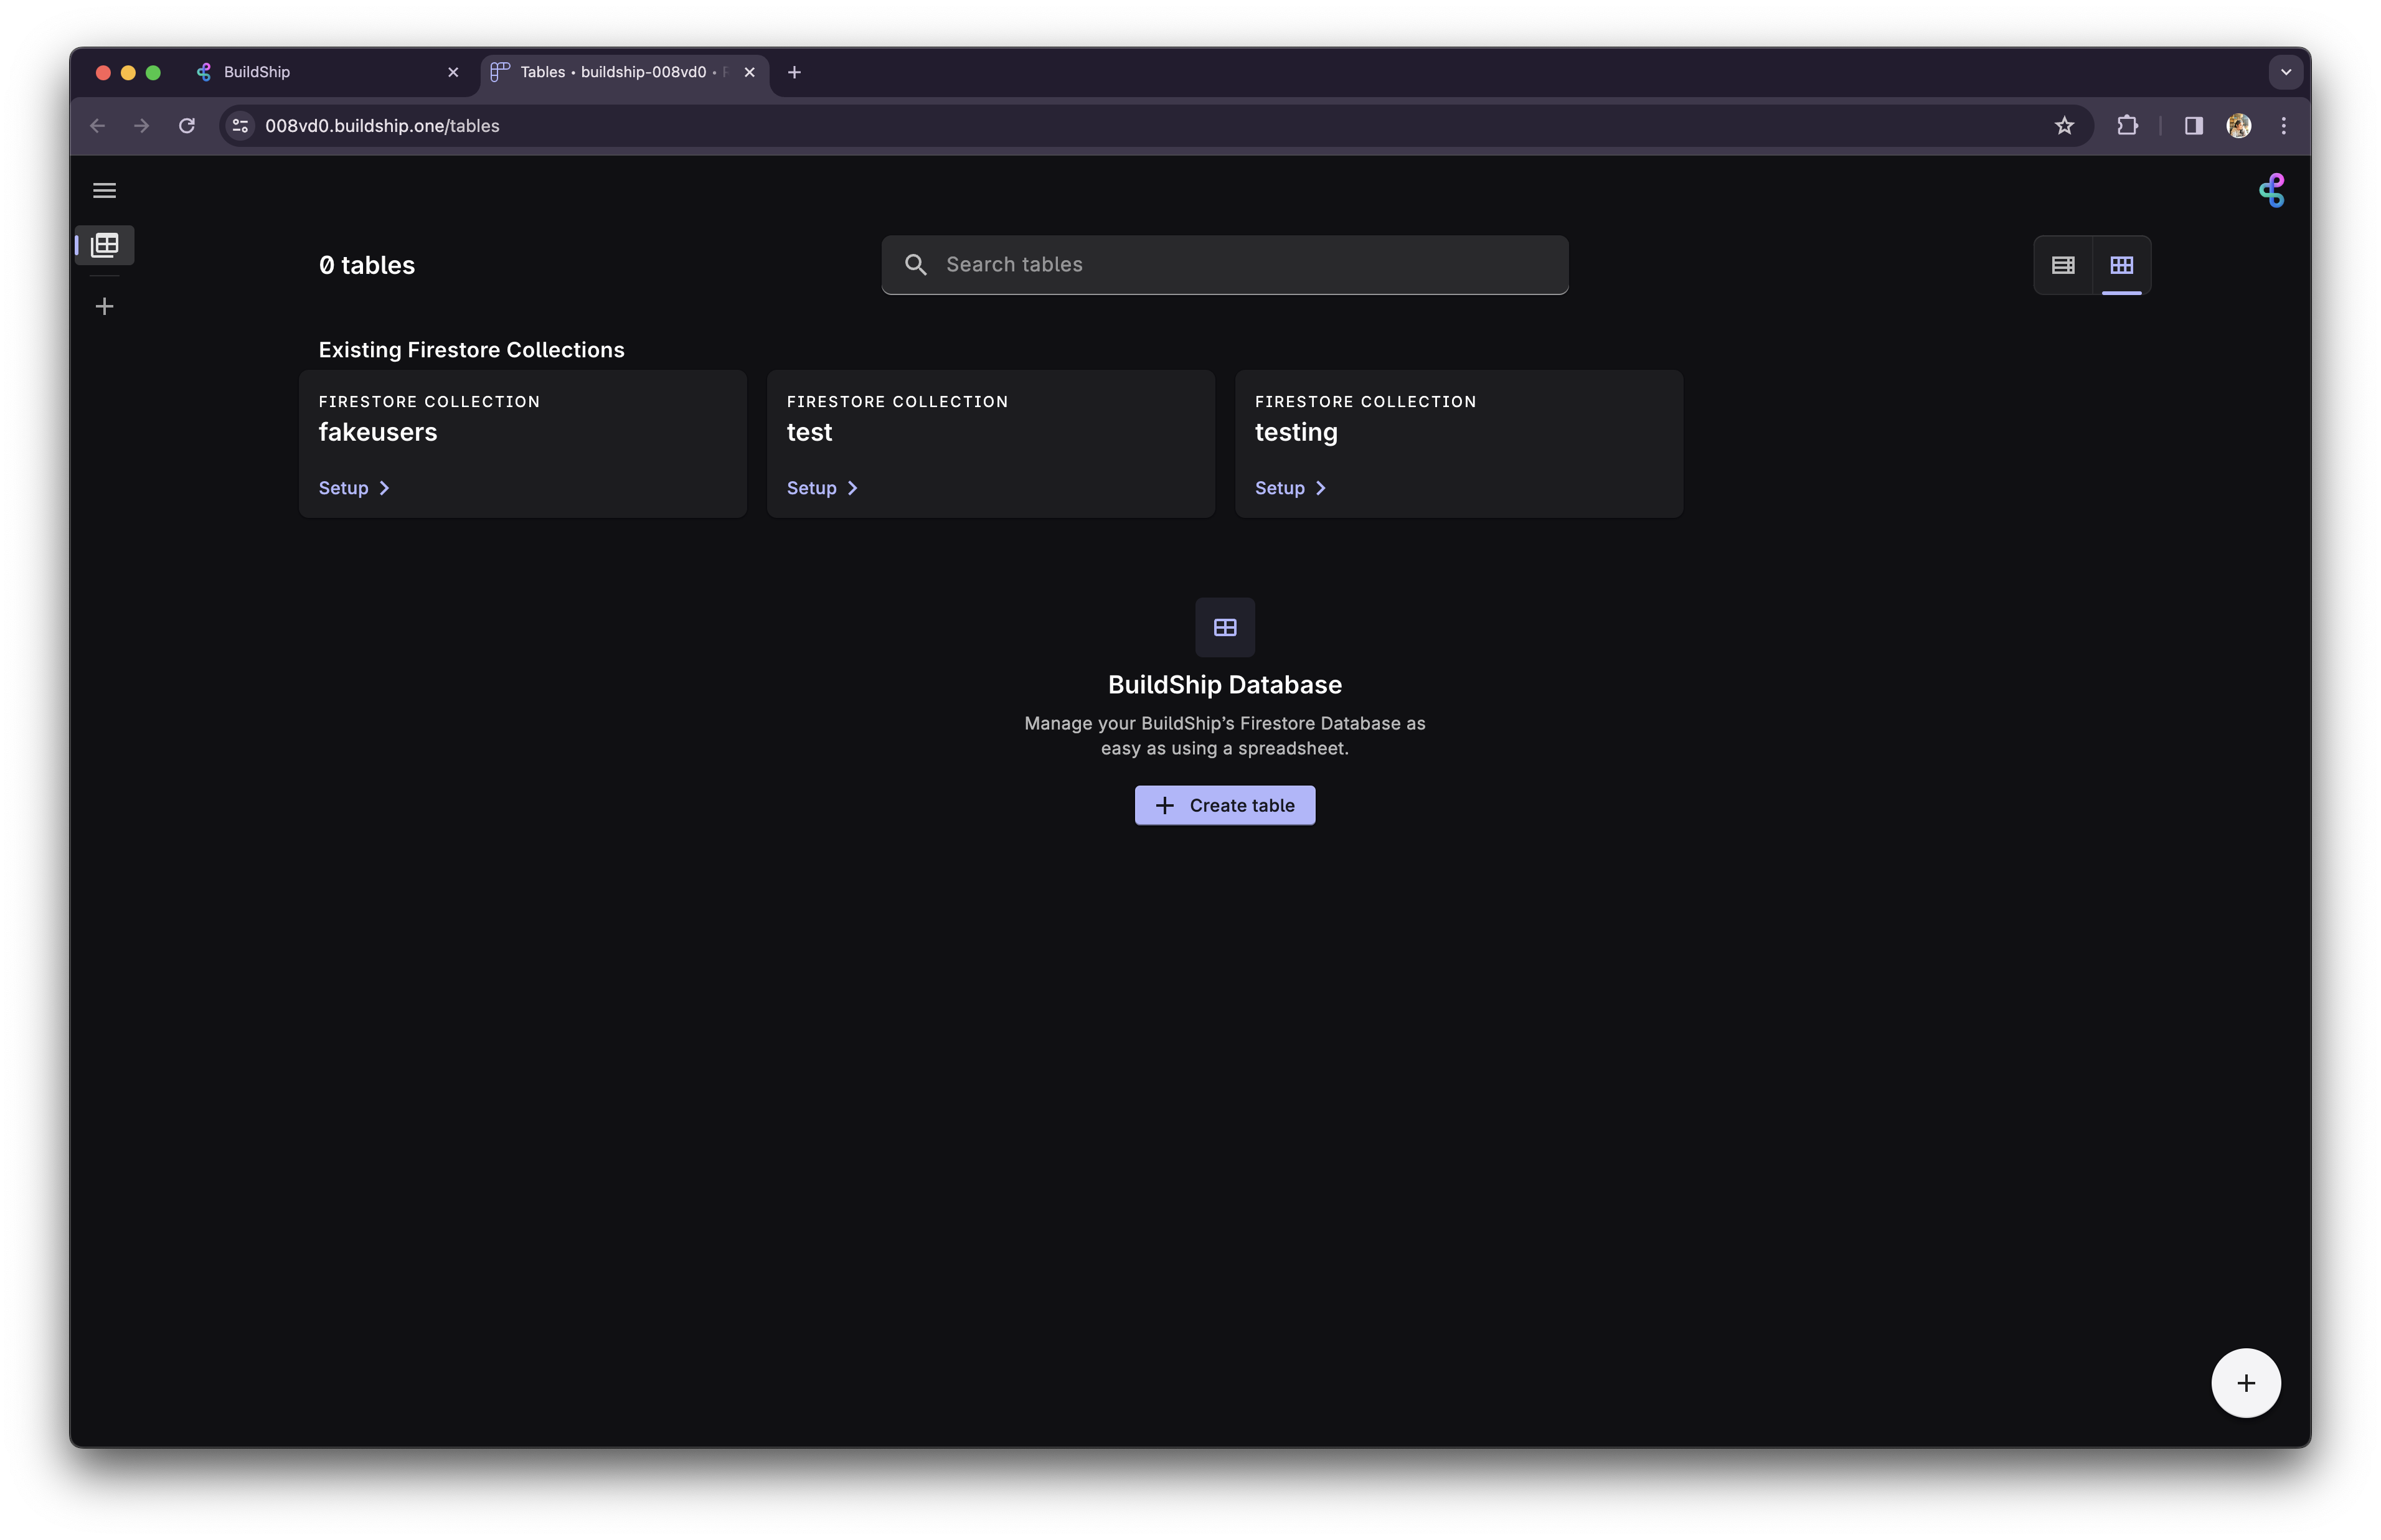 BuildShip
Tables • buildship-008vd0 •
008vd0.buildship.one/tables
0 tables
Search tables
Existing Firestore Collections
FIRESTORE COLLECTION
fakeusers
Setup
FIRESTORE COLLECTION
test
Setup
FIRESTORE COLLECTION
testing
Setup
BuildShip Database
Manage your BuildShip’s Firestore Database as
easy as using a spreadsheet.
Create table